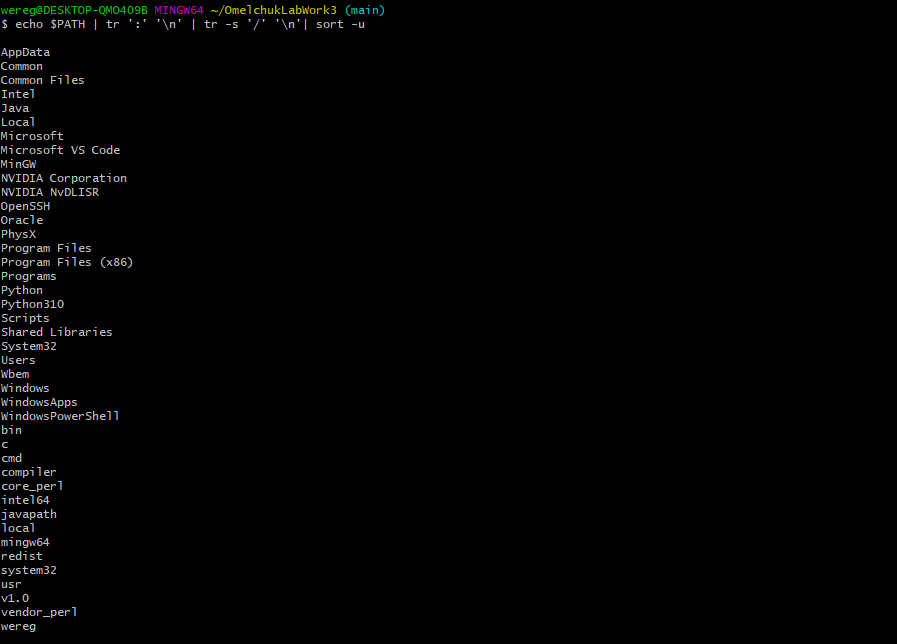 wereg@DESKTOP-QMO4O9B MINGW64 ~/OmelchukLabWork3 (main)
$ echo $PATH | tr ':' '\n' | tr -s '/' '\n'| sort -u
AppData
Common
Common Files
Intel
Java
Local
Microsoft
Microsoft VS Code
MinGW
NVIDIA Corporation
NVIDIA NvDLISR
OpenSSH
Oracle
PhysX
Program Files
Program Files (x86)
Programs
Python
Python310
Scripts
Shared Libraries
System32
Users
Wbem
Windows
WindowsApps
WindowsPowerShell
bin
c
cmd
compiler
core_perl
intel64
javapath
local
mingw64
redist
system32
usr
v1.0
vendor_perl
wereg